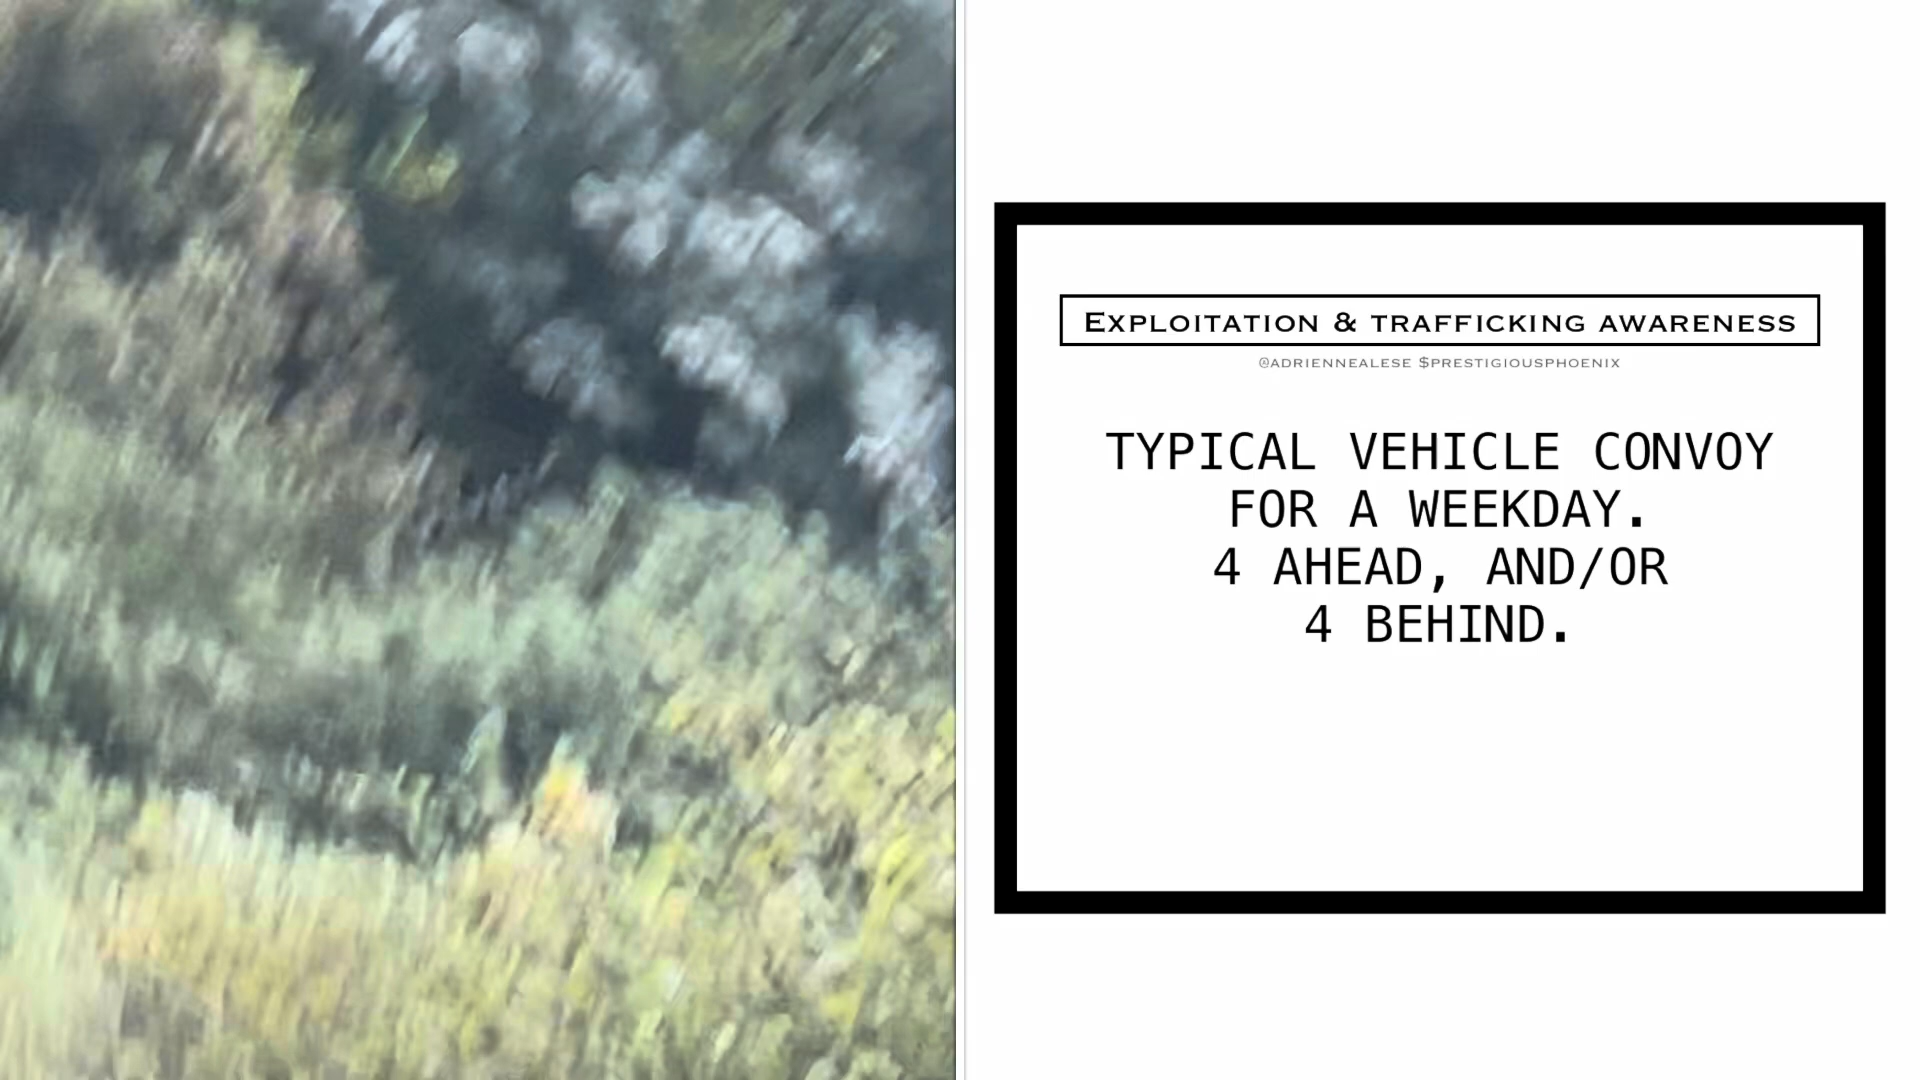 EXPLOITATION & TRAFFICKING AWARENESS
@ADRIENNEALESE $PRESTIGIOUSPHOENIX
TYPICAL VEHICLE CONVOY
FOR A WEEKDAY.
4 AHEAD, AND/OR
4 BEHIND.